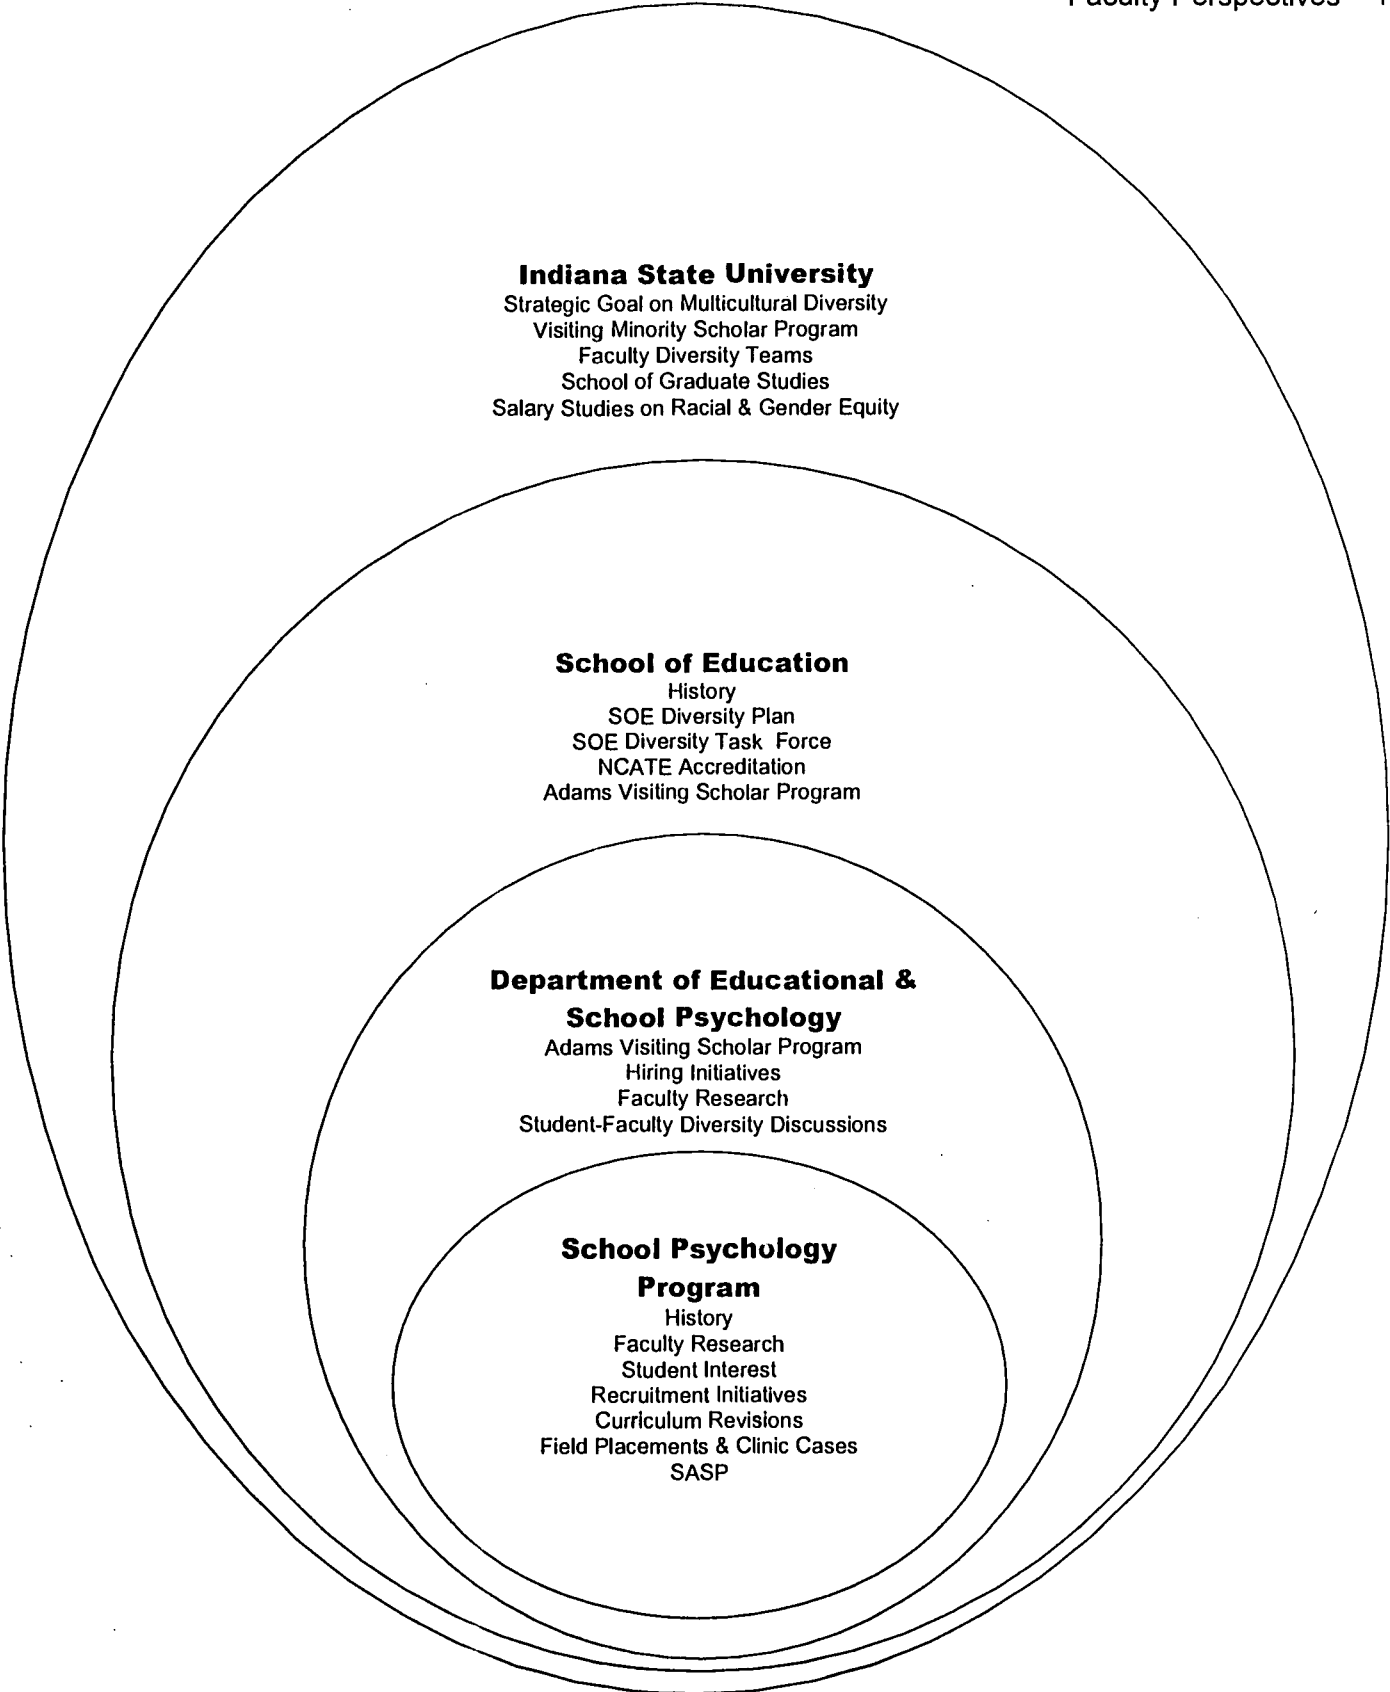 Faculty Perspectives
Indiana State University
Strategic Goal on Multicultural Diversity
Visiting Minority Scholar Program
Faculty Diversity Teams
School of Graduate Studies
Salary Studies on Racial & Gender Equity
School of Education
History
SOE Diversity Plan
SOE Diversity Task Force
NCATE Accreditation
Adams Visiting Scholar Program
Department of Educational &
School Psychology
Adams Visiting Scholar Program
Hiring Initiatives
Faculty Research
Student-Faculty Diversity Discussions
School Psychology
Program
History
Faculty Research
Student Interest
Recruitment Initiatives
Curriculum Revisions
Field Placements & Clinic Cases
SASP